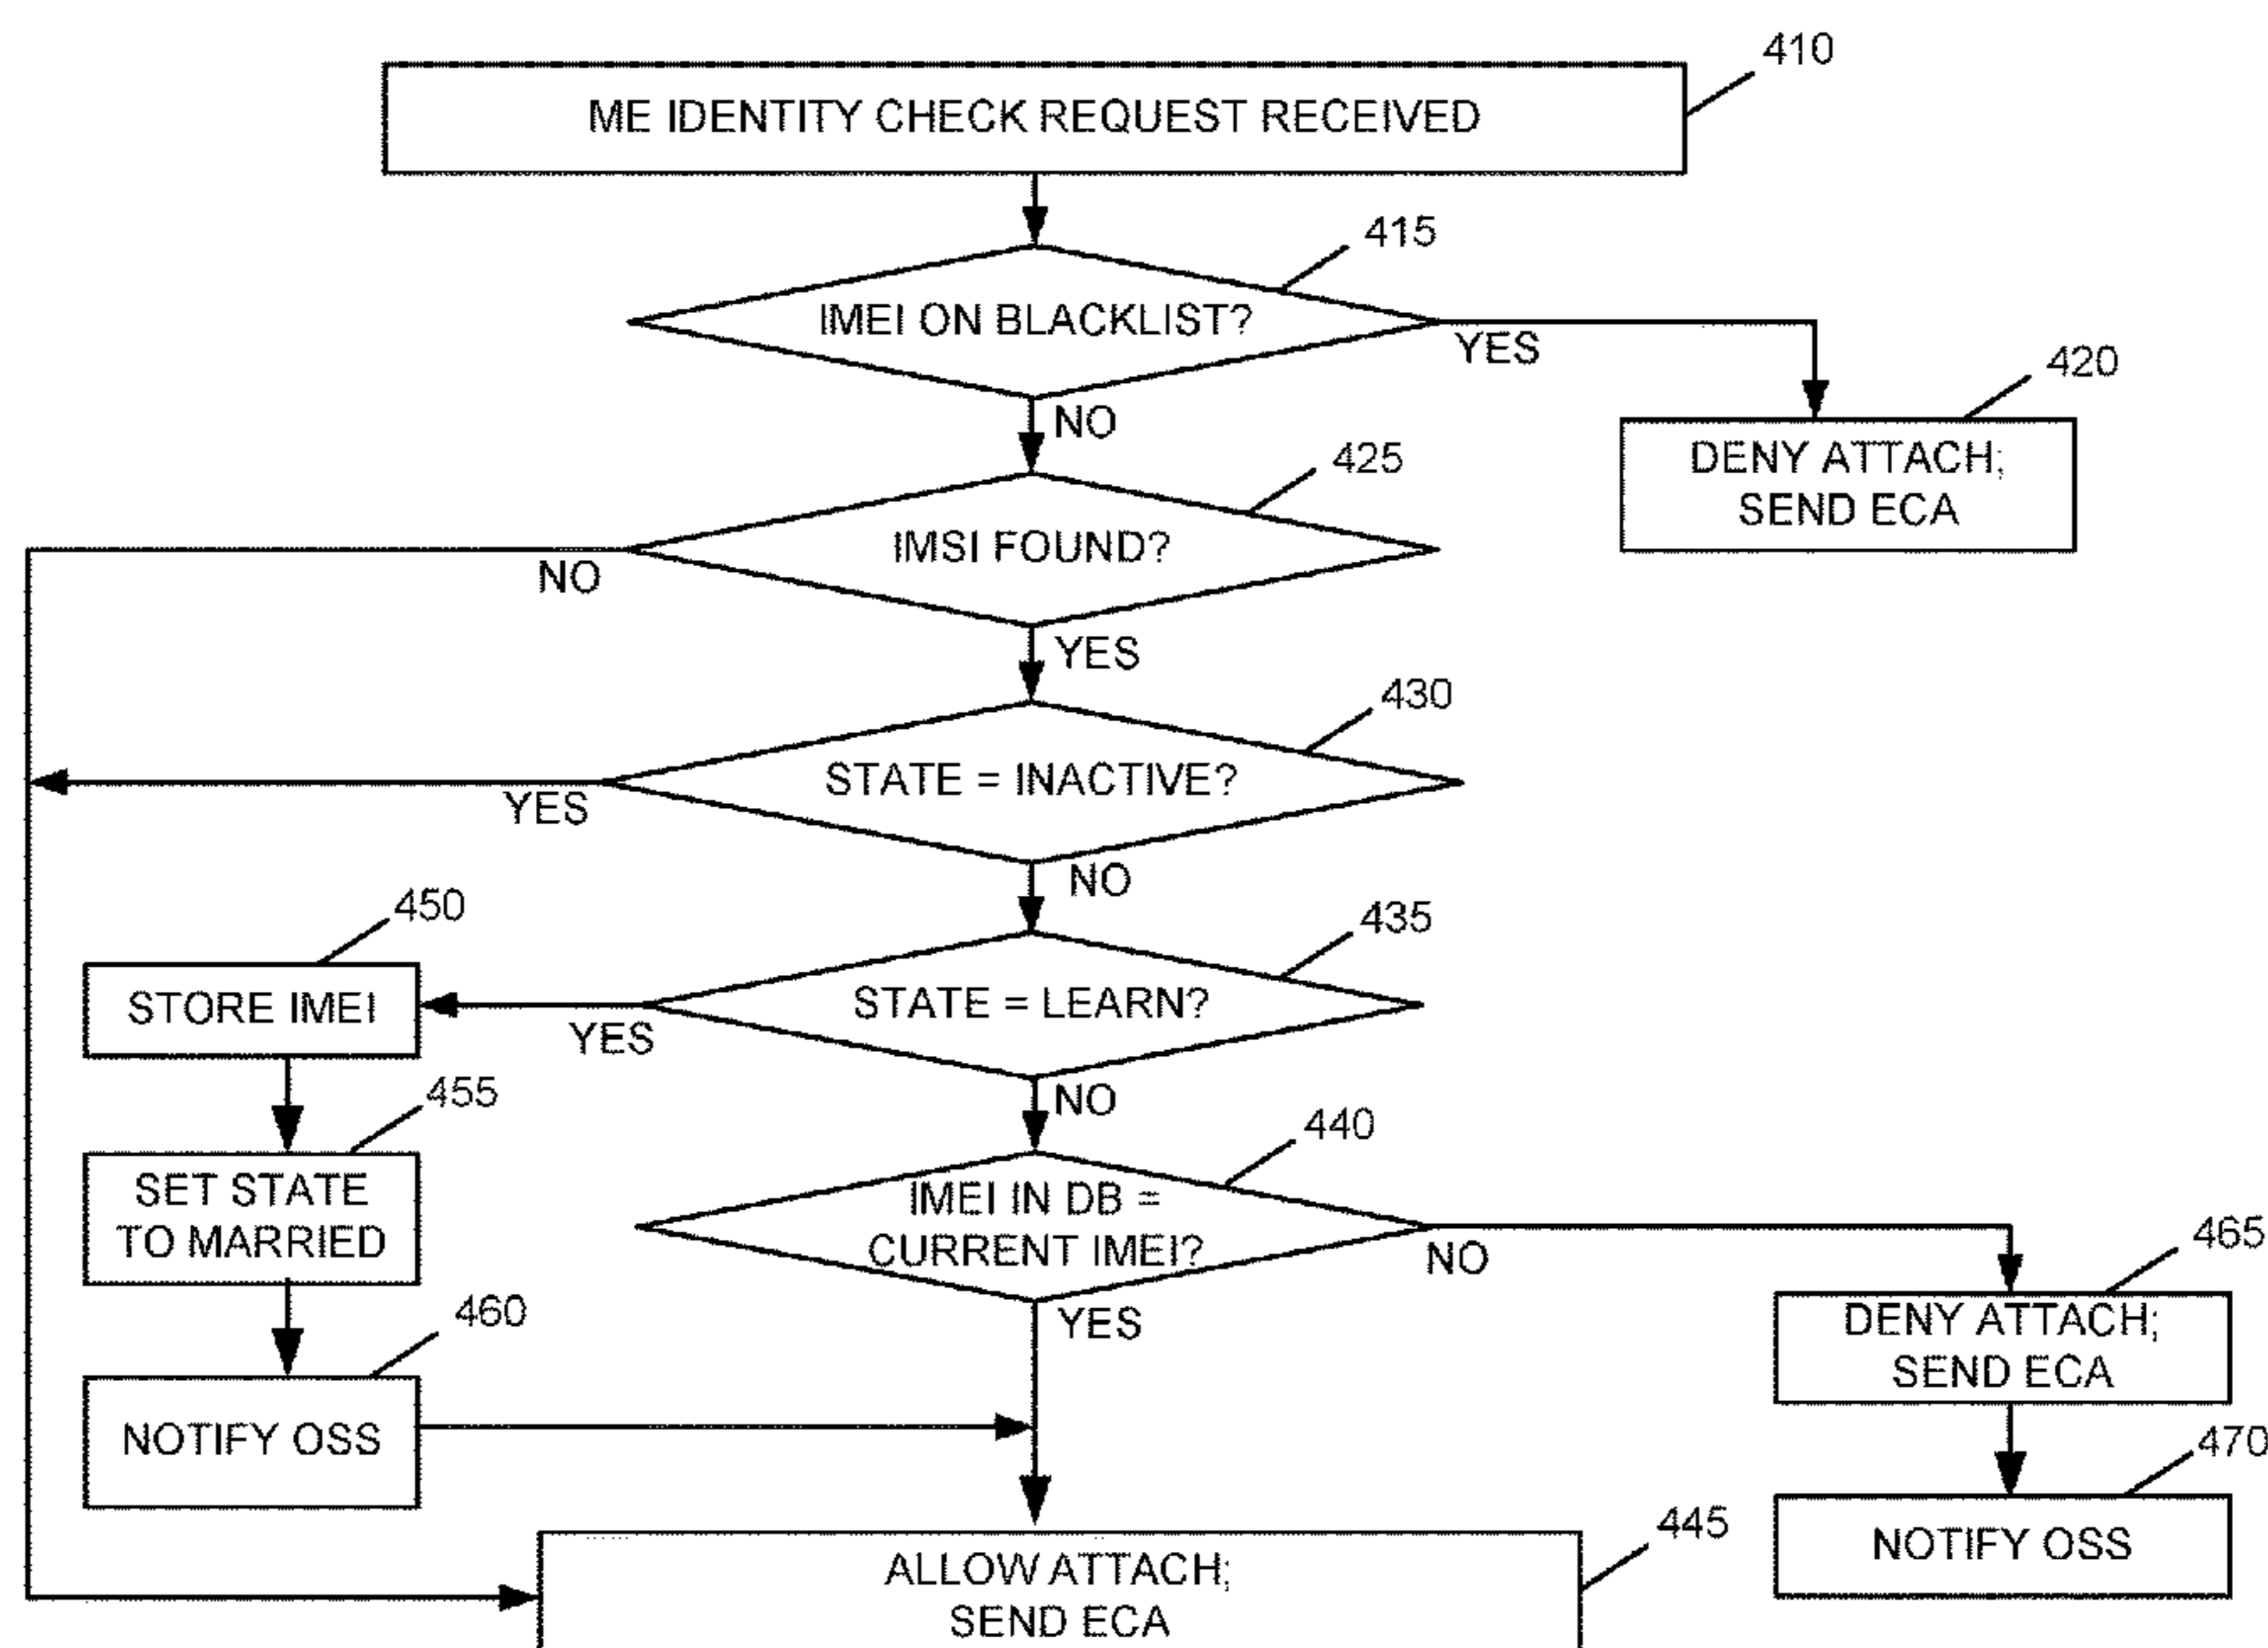 410
ME IDENTITY CHECK REQUEST RECEIVED
415
IMEI ON BLACKLIST?
YES
420
NO
DENY ATTACH;
SEND ECA
425
IMSI FOUND?
NO
YES
430
STATE = INACTIVE?
YES
NO
450
435
STORE IMEI
STATE = LEARN?
YES
455
NO
440
SET STATE
TO MARRIED
IMEI IN DB =
CURRENT IMEI?
NO
465
460
YES
DENY ATTACH;
SEND ECA
NOTIFY OSS
470
445
NOTIFY OSS
ALLOW ATTACH;
SEND ECA